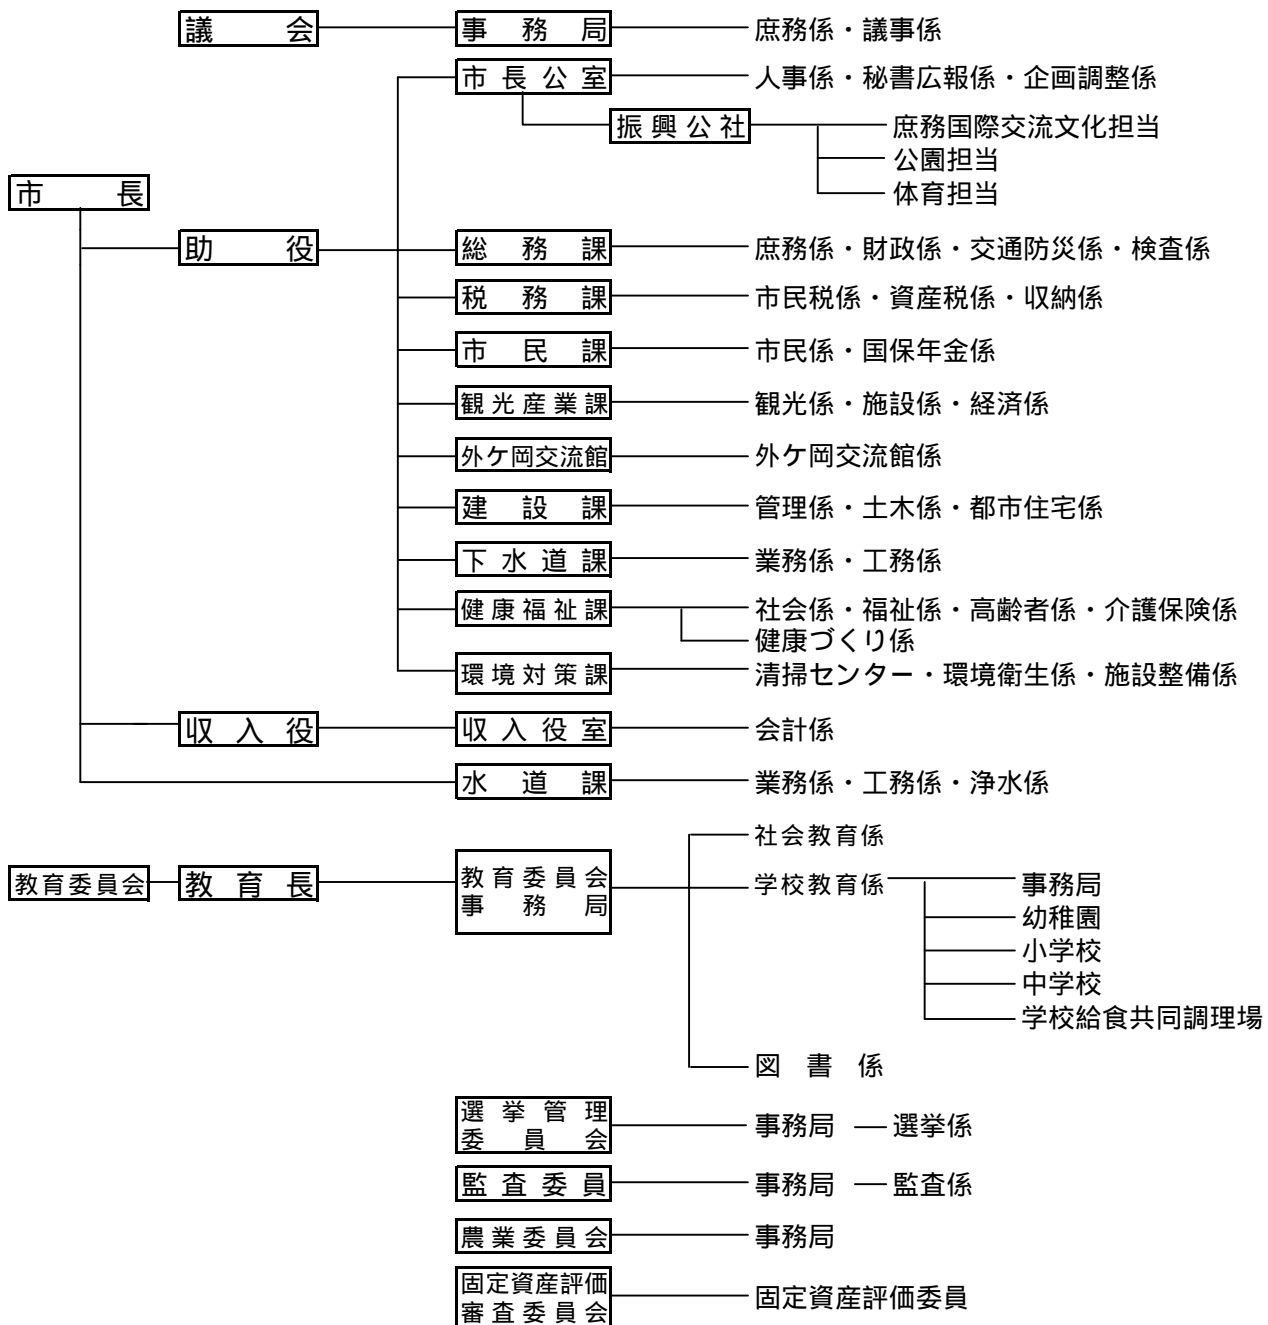 議会 事務局 庶務係・議事係
市長公室 人事係・秘書広報係・企画調整係
振興公社 庶務国際交流文化担当
公園担当
体育担当
市長
助役 総務課 庶務係・財政係・交通防災係・検査係
税務課 市民税係・資産税係・収納係
市民課 市民係・国保年金係
観光産業課 観光係・施設係・経済係
外ケ岡交流館 外ケ岡交流館係
建設課 管理係・土木係・都市住宅係
下水道課 業務係・工務係
健康福祉課 社会係・福祉係・高齢者係・介護保険係
健康づくり係
環境対策課 清掃センター・環境衛生係・施設整備係
収入役 収入役室 会計係
水道課 業務係・工務係・浄水係
社会教育係
教育委員会 教育長 教育委員会
事務局
学校教育係 事務局
幼稚園
小学校
中学校
学校給食共同調理場
図書係
選挙管理
委員会
事務局 ― 選挙係
監査委員 事務局 ― 監査係
農業委員会 事務局
固定資産評価
審査委員会
固定資産評価委員